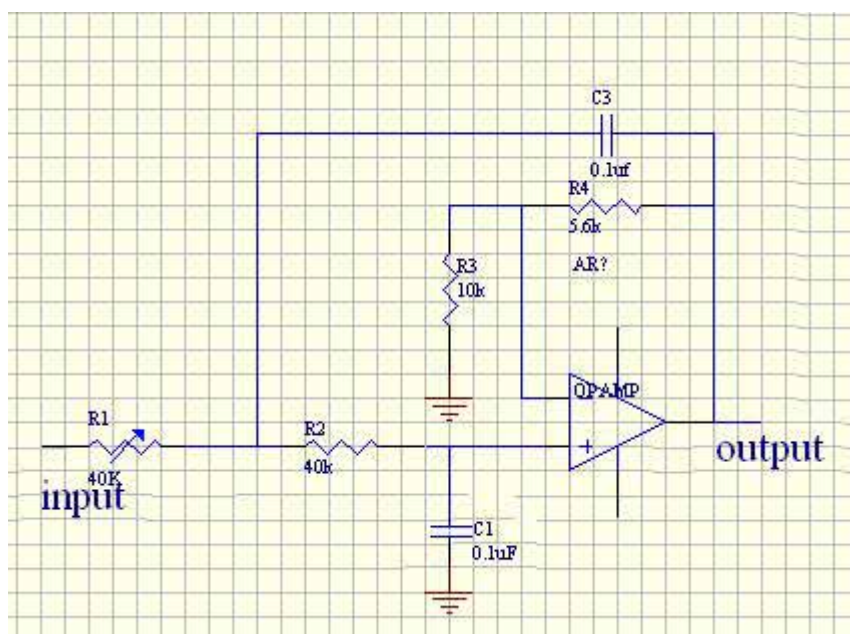 C3
0.1uf
R4
5.6k
AR?
R3
10k
OPAMP
R1
40K
input
R2
40k
+
output
C1
0.1uF